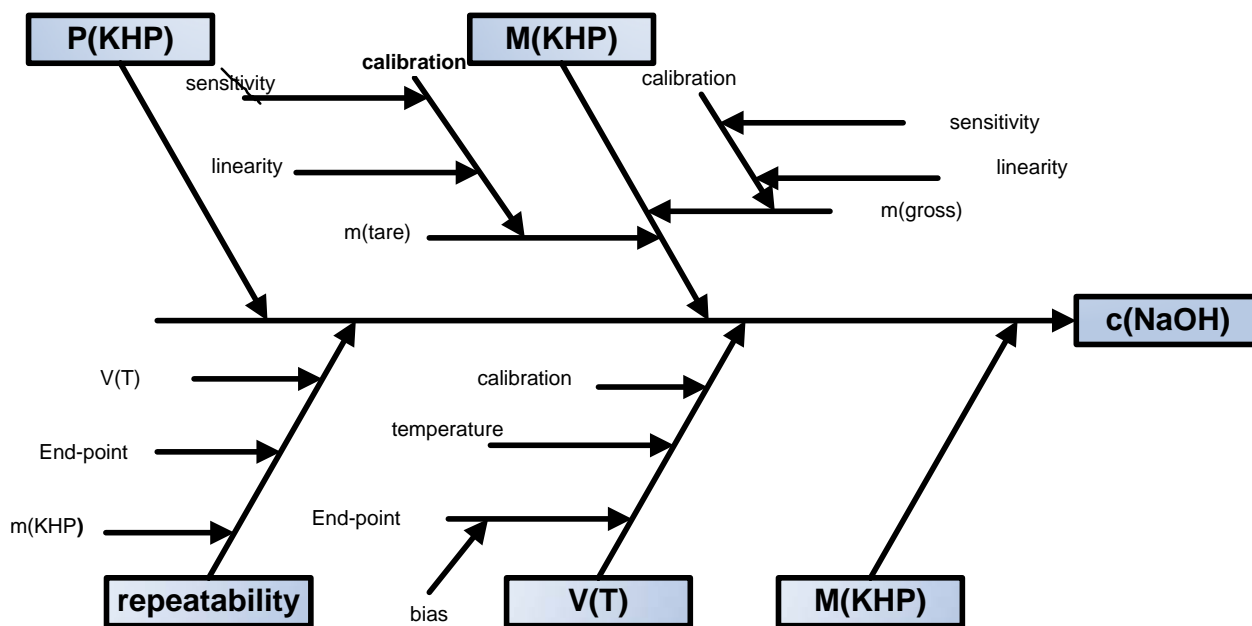 P(KHP)
M(KHP)
calibration
sensitivity
calibration
sensitivity
linearity
linearity
m(tare)
m(gross)
c(NaOH)
V(T)
calibration
temperature
End-point
End-point
m(KHP)
bias
repeatability
V(T)
M(KHP)